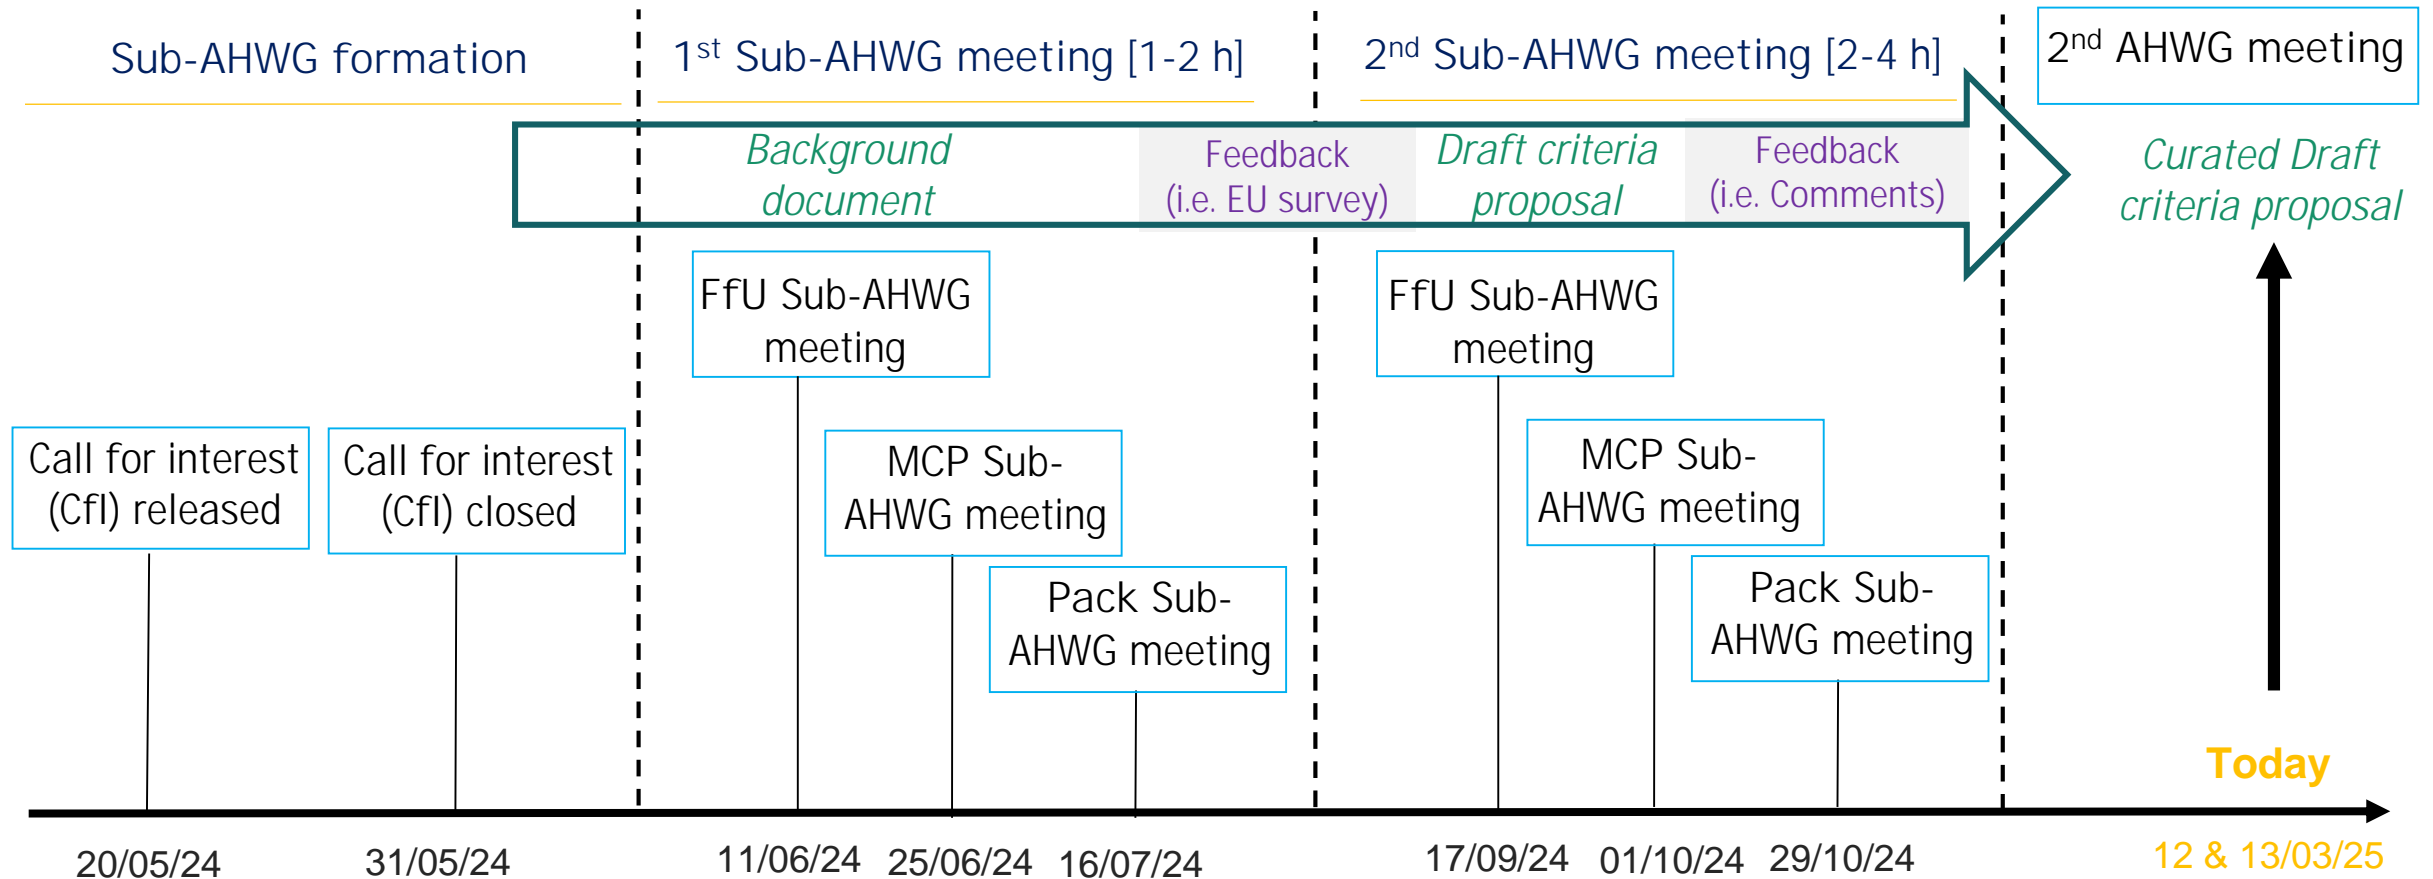 Sub-AHWG formation
1st Sub-AHWG meeting [1-2 h]
2nd Sub-AHWG meeting [2-4 h]
2nd AHWG meeting
Background
document
Feedback
(i.e. EU survey)
Draft criteria
proposal
Feedback
(i.e. Comments)
Curated Draft
criteria proposal
Call for interest
(CfI) released
Call for interest
(CfI) closed
FfU Sub-AHWG
meeting
MCP Sub-
AHWG meeting
Pack Sub-
AHWG meeting
FfU Sub-AHWG
meeting
MCP Sub-
AHWG meeting
Pack Sub-
AHWG meeting
Today
20/05/24
31/05/24
11/06/24
25/06/24
16/07/24
17/09/24
01/10/24
29/10/24
12 & 13/03/25